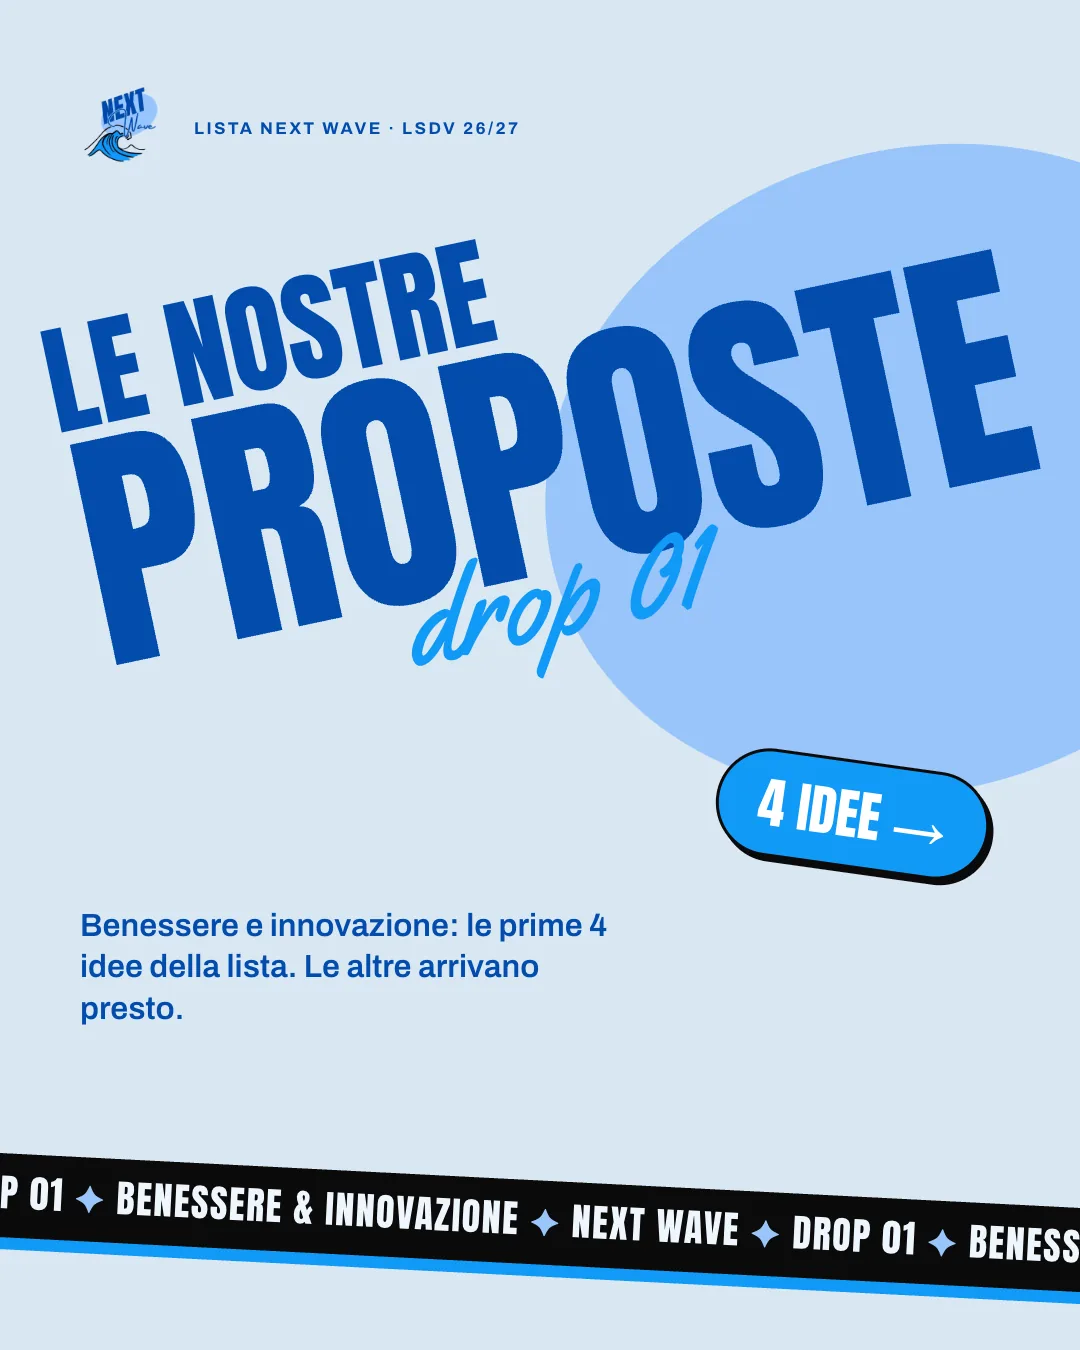 NEXT
Wave
LISTA NEXT WAVE · LSDV 26/27
LE NOSTRE
PROPOSTE
drop 01
4 IDEE →
Benessere e innovazione: le prime 4
idee della lista. Le altre arrivano
presto.
P 01 ✦ BENESSERE & INNOVAZIONE ✦ NEXT WAVE ✦ DROP 01 ✦ BENESS